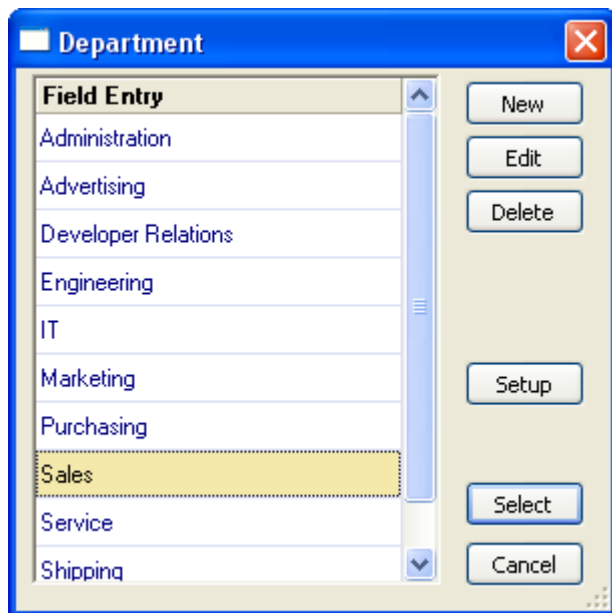 Department
Field Entry
Administration
Advertising
Developer Relations
Engineering
IT
Marketing
Purchasing
Sales
Service
Shipping
New
Edit
Delete
Setup
Select
Cancel